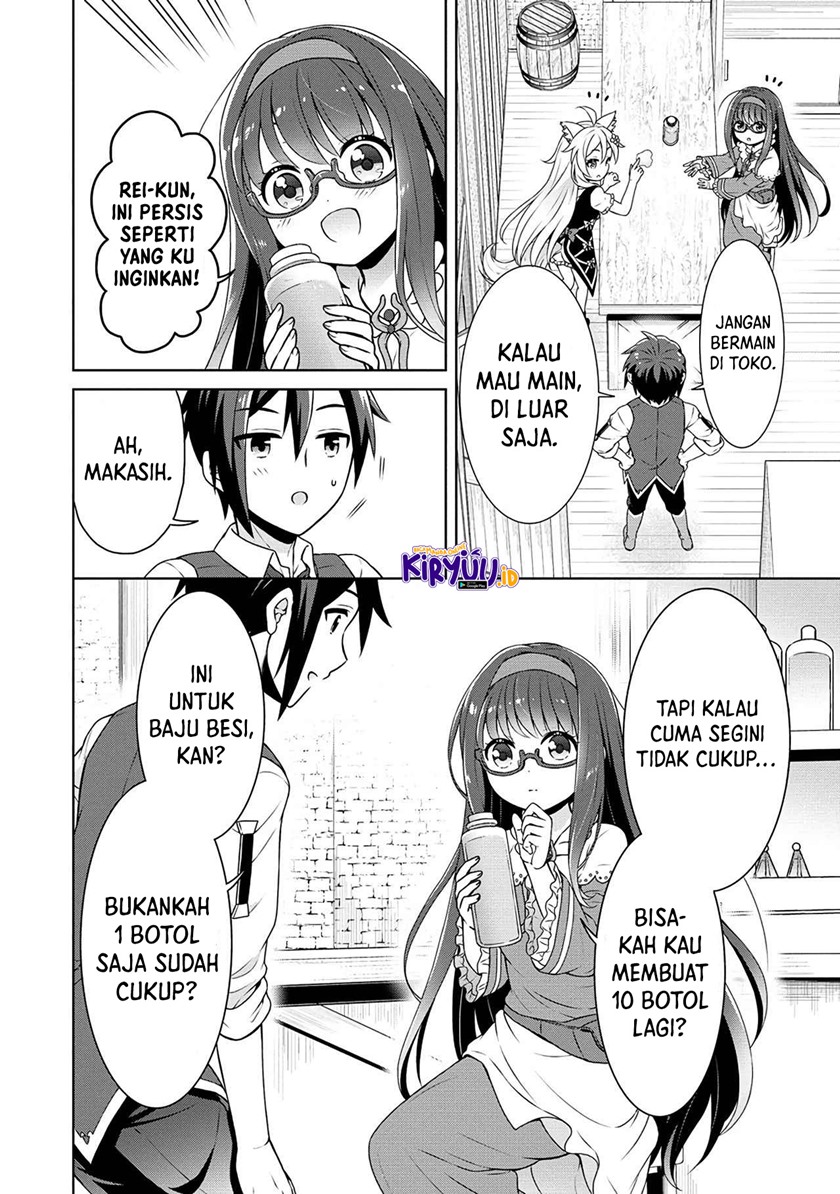 JANGAN
BERMAIN
DI TOKO.
KALAU
MAU MAIN,
DI LUAR
SAJA.
REI-KUN,
INI PERSIS
SEPERTI
YANG KU
INGINKAN!
AH,
MAKASIH.
KIRYUU.ID
Google Play
TAPI KALAU
CUMA SEGINI
TIDAK CUKUP...
BISA-
KAH KAU
MEMBUAT
10 BOTOL
LAGI?
INI
UNTUK
BAJU BESI,
KAN?
BUKANKAH
1 BOTOL
SAJA SUDAH
CUKUP?